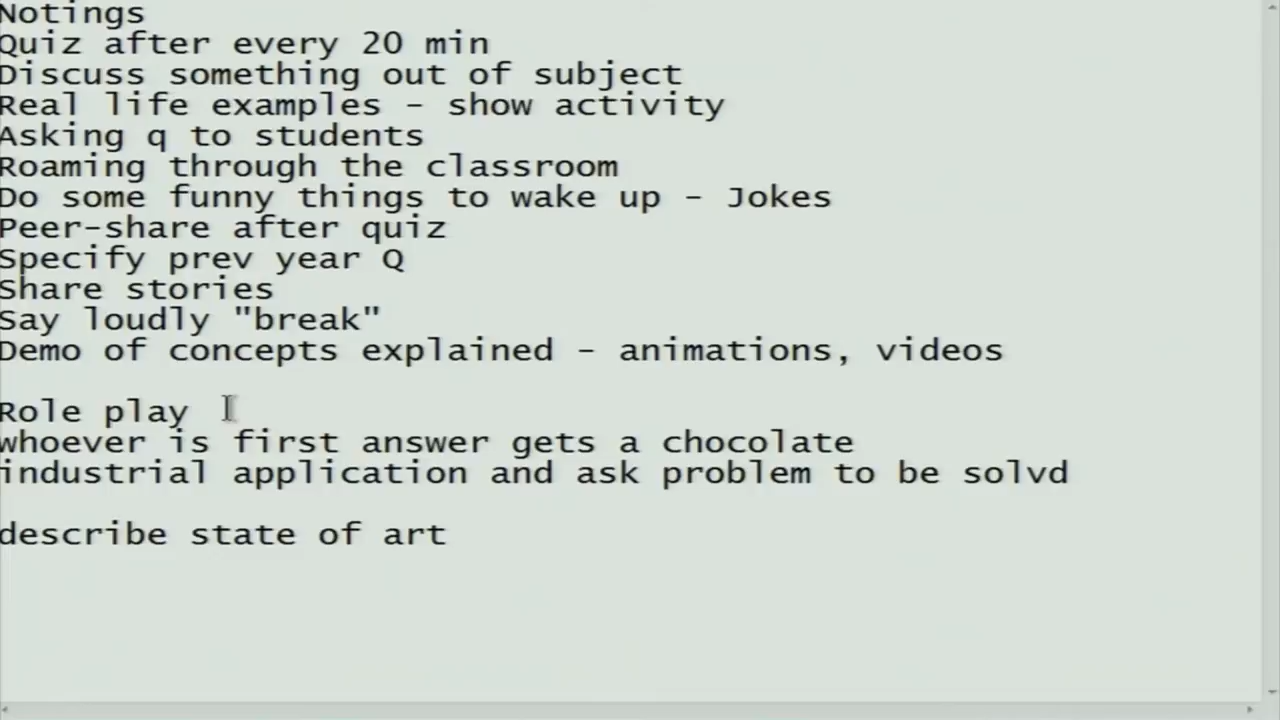 Notings
Quiz after every 20 min
Discuss something out of subject
Real life examples - show activity
Asking q to students
Roaming through the classroom
Do some funny things to wake up - Jokes
Peer-share after quiz
Specify prev year Q
Share stories
Say loudly "break"
Demo of concepts explained - animations, videos
Role play
whoever is first answer gets a chocolate
industrial application and ask problem to be solvd
describe state of art